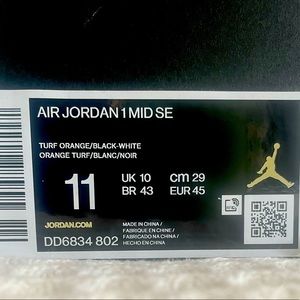 AIR JORDAN 1 MID SE
TURF ORANGE/BLACK-WHITE
ORANGE TURF/BLANC/NOIR
11
UK 10 cm 29
BR 43 EUR 45
JORDAN.COM
DD6834 802
MADE IN CHINA /
FABRIQUE EN CHINE /
FABRICADO NA CHINA /
HECHO EN CHINA